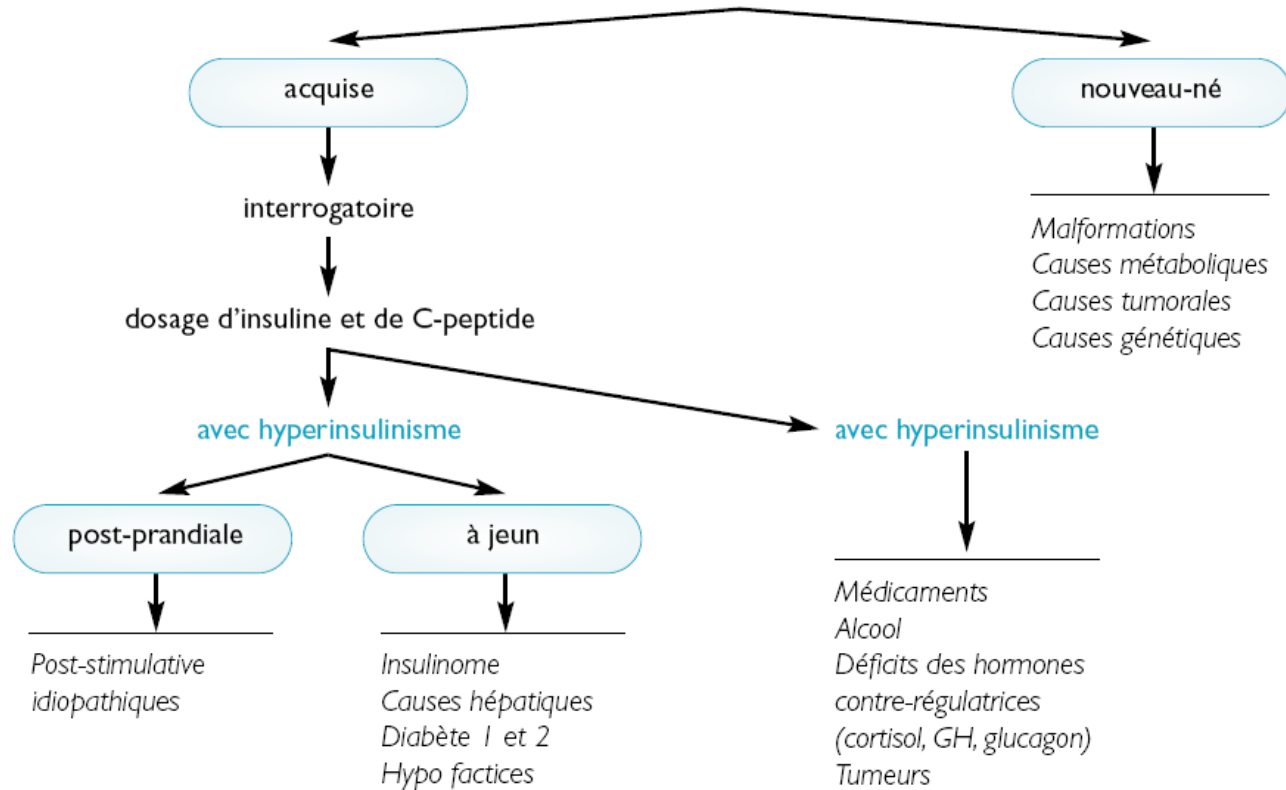 acquise
nouveau-né
interrogatoire
dosage d'insuline et de C-peptide
Malformations
Causes métaboliques
Causes tumorales
Causes génétiques
avec hyperinsulinisme
avec hyperinsulinisme
post-prandiale
à jeun
Post-stimulative
idiopathiques
Insulinome
Causes hépatiques
Diabète 1 et 2
Hypo factices
Médicaments
Alcool
Déficits des hormones
contre-régulatrices
(cortisol, GH, glucagon)
Tumeurs